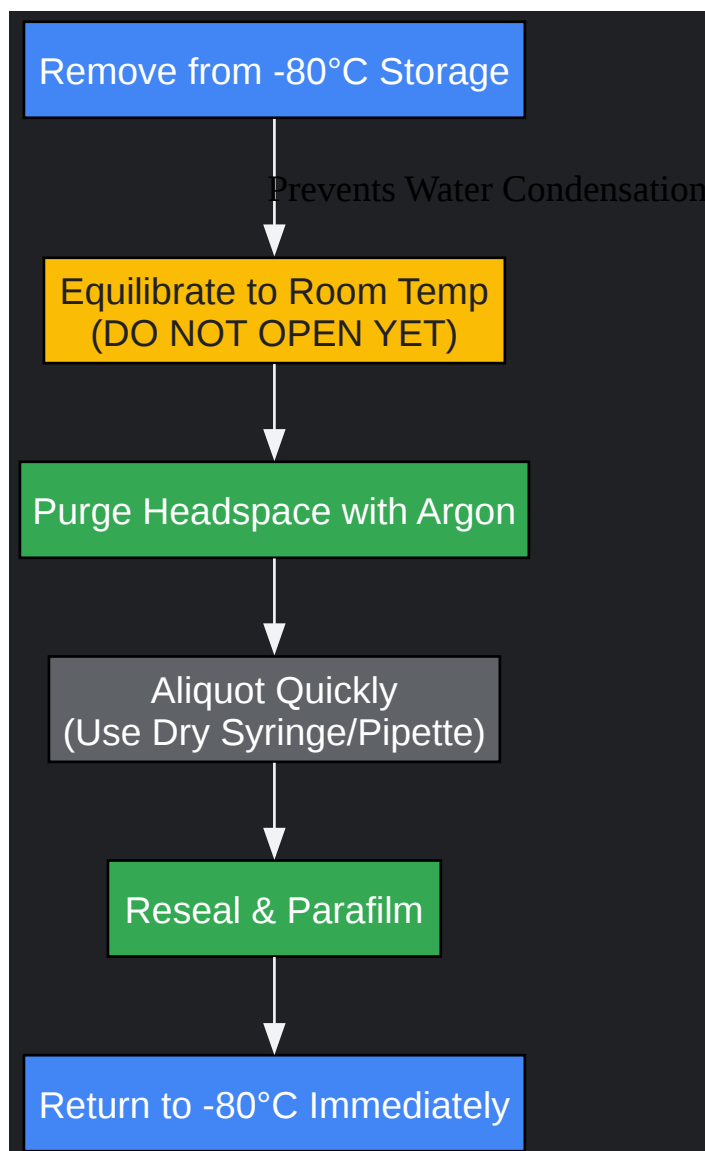 Remove from -80°C Storage
Prevents Water Condensation
Equilibrate to Room Temp
(DO NOT OPEN YET)
Purge Headspace with Argon
Aliquot Quickly
(Use Dry Syringe/Pipette)
Reseal & Parafilm
Return to -80°C Immediately